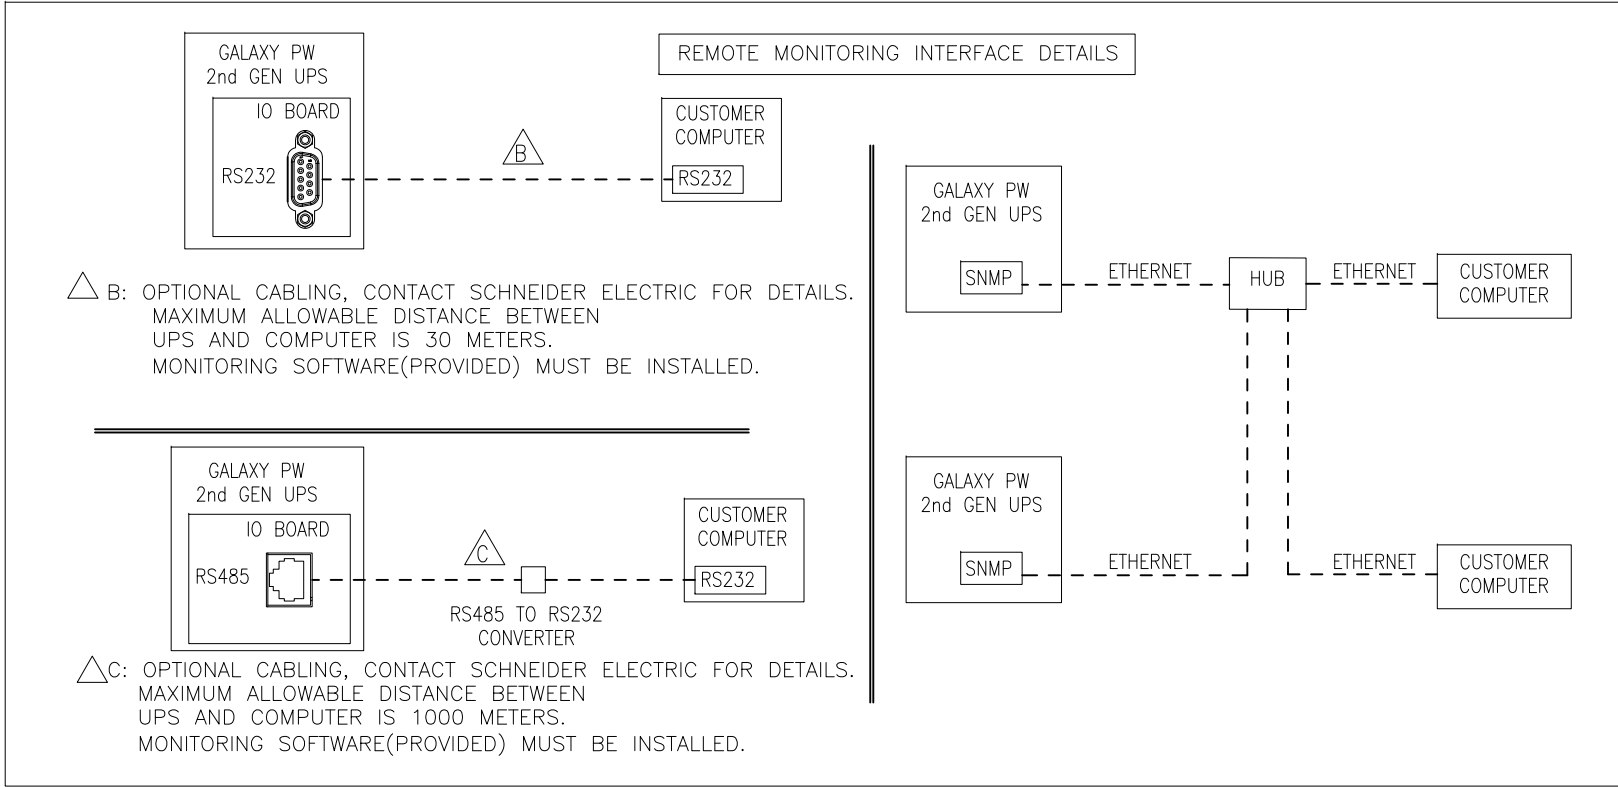 REMOTE MONITORING INTERFACE DETAILS
GALAXY PW
2nd GEN UPS
IO BOARD
RS232
B
CUSTOMER
COMPUTER
RS232
B: OPTIONAL CABLING, CONTACT SCHNEIDER ELECTRIC FOR DETAILS.
MAXIMUM ALLOWABLE DISTANCE BETWEEN
UPS AND COMPUTER IS 30 METERS.
MONITORING SOFTWARE(PROVIDED) MUST BE INSTALLED.
GALAXY PW
2nd GEN UPS
IO BOARD
RS485
C
RS485 TO RS232
CONVERTER
CUSTOMER
COMPUTER
RS232
C: OPTIONAL CABLING, CONTACT SCHNEIDER ELECTRIC FOR DETAILS.
MAXIMUM ALLOWABLE DISTANCE BETWEEN
UPS AND COMPUTER IS 1000 METERS.
MONITORING SOFTWARE(PROVIDED) MUST BE INSTALLED.
GALAXY PW
2nd GEN UPS
SNMP
ETHERNET
HUB
ETHERNET
CUSTOMER
COMPUTER
GALAXY PW
2nd GEN UPS
SNMP
ETHERNET
ETHERNET
CUSTOMER
COMPUTER